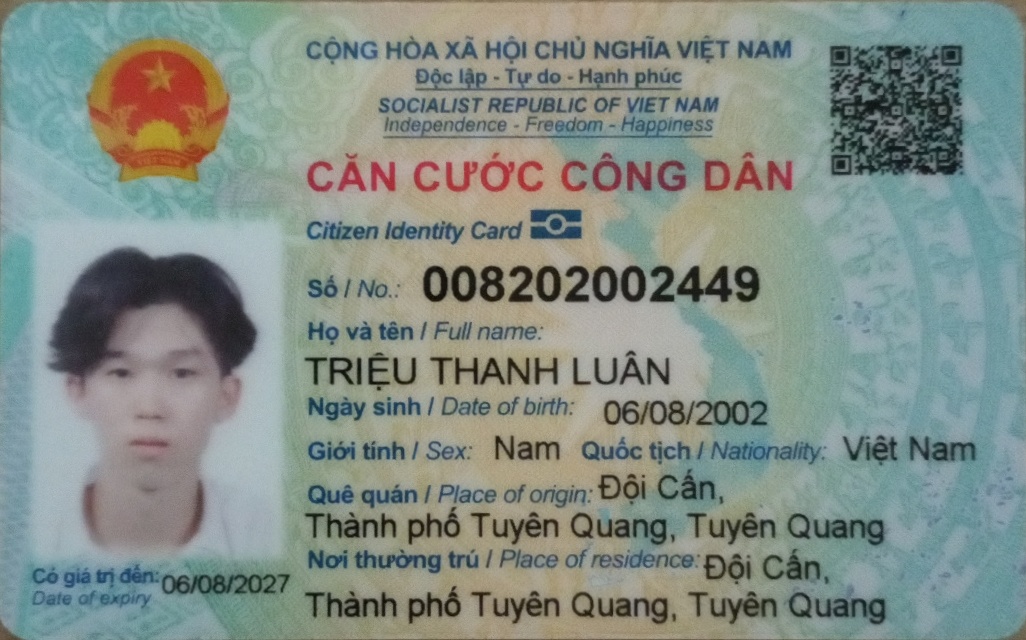 CỘNG HÒA XÃ HỘI CHỦ NGHĨA VIỆT NAM
Độc lập - Tự do - Hạnh phúc
SOCIALIST REPUBLIC OF VIET NAM
Independence - Freedom - Happiness
CĂN CƯỚC CÔNG DÂN
Citizen Identity Card
Số / No.: 008202002449
Họ và tên / Full name:
TRIỆU THANH LUÂN
Ngày sinh / Date of birth: 06/08/2002
Giới tính / Sex: Nam Quốc tịch / Nationality: Việt Nam
Quê quán / Place of origin: Đội Cấn,
Thành phố Tuyên Quang, Tuyên Quang
Nơi thường trú / Place of residence: Đội Cấn,
Thành phố Tuyên Quang, Tuyên Quang
Có giá trị đến: 06/08/2027
Date of expiry